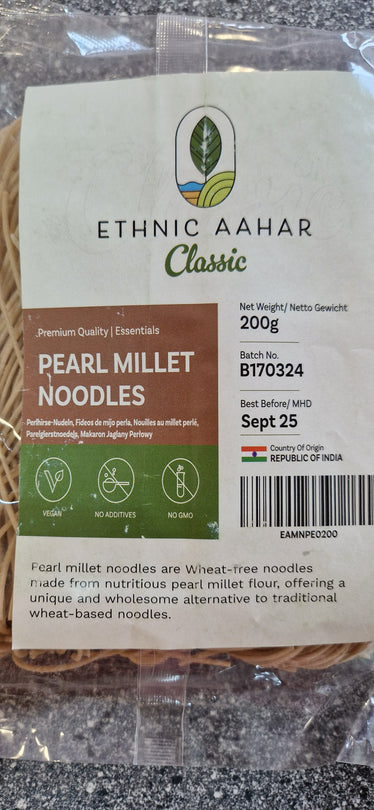 ETHNIC AAHAR
Classic
Premium Quality | Essentials
PEARL MILLET
NOODLES
Perlhirse-Nudeln, Fideos de mijo perla, Nouilles au millet perlé,
Parelgierstnoedels, Makaron Jaglany Perłowy
VEGAN
NO ADDITIVES
NO GMO
Net Weight/ Netto Gewicht
200g
Batch No.
B170324
Best Before/ MHD
Sept 25
Country Of Origin
REPUBLIC OF INDIA
EAMNPE0200
Pearl millet noodles are Wheat-free noodles
made from nutritious pearl millet flour, offering a
unique and wholesome alternative to traditional
wheat-based noodles.